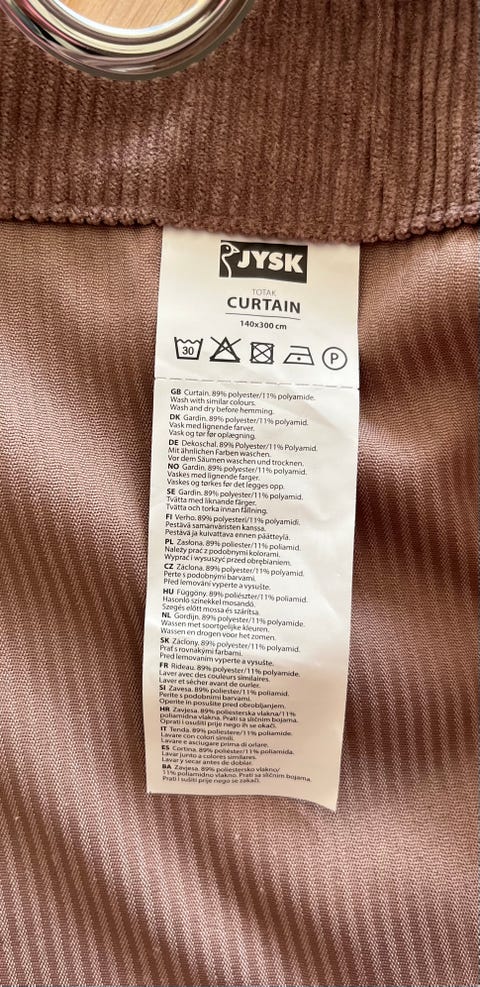 JYSK
TOTAK
CURTAIN
140x300 cm
30
P
GB Curtain. 89% polyester/11% polyamide.
Wash with similar colours.
Wash and dry before hemming.
DK Gardin. 89% polyester/11% polyamid.
Vask med lignende farver.
Vask og tør før oplægning.
DE Dekoschal. 89% Polyester/11% Polyamid.
Mit ähnlichen Farben waschen.
Vor dem Säumen waschen und trocknen.
NO Gardin. 89% polyester/11% polyamid.
Vaskes med lignende farger.
Vaskes og tørkes før det legges opp.
SE Gardin. 89% polyester/11% polyamid.
Tvätta med liknande färger.
Tvätta och torka innan fållning.
FI Verho. 89% polyesteri/11% polyamidi.
Pestävä samanväristen kanssa.
Pestävä ja kuivattava ennen päättelyä.
PL Zasłona. 89% poliester/11% poliamid.
Należy prać z podobnymi kolorami.
Wyprać i wysuszyć przed obrębianiem.
CZ Záclona. 89% polyester/11% polyamid.
Perte s podobnými barvami.
Před lemováním vyperte a vysušte.
HU Függöny. 89% poliészter/11% poliamid.
Hasonló színekkel mosandó.
Szegés előtt mossa és szárítsa.
NL Gordijn. 89% polyester/11% polyamide.
Wassen met soortgelijke kleuren.
Wassen en drogen voor het zomen.
SK Záclony. 89% polyester/11% polyamid.
Prať s rovnakými farbami.
Pred lemovaním vyperte a vysušte.
FR Rideau. 89% polyester/11% polyamide.
Laver avec des couleurs similaires.
Laver et sécher avant de ourler.
SI Zavesa. 89% poliester/11% poliamid.
Perite s podobnimi barvami.
Operite in posušite pred obrobljanjem.
HR Zavjesa. 89% poliesterska vlakna/11%
poliamidna vlakna. Prati sa sličnim bojama.
Oprati i osušiti prije nego ih se okači.
IT Tenda. 89% poliestere/11% poliamide.
Lavare con colori simili.
Lavare e asciugare prima di orlare.
ES Cortina. 89% poliéster/11% poliamida.
Lavar junto a colores similares.
Lavar y secar antes de doblar.
BA Zavjesa. 89% poliestersko vlakno/
11% poliamidno vlakno. Prati sa sličnim bojama.
Prati i sušiti prije nego se zakači.